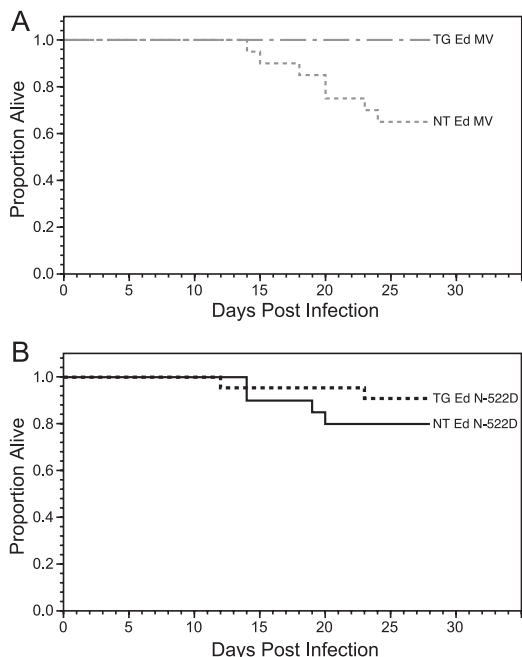 A
1.0
0.8
0.6
0.4
0.2
0.0
Proportion Alive
TG Ed MV
NT Ed MV
0 5 10 15 20 25 30
Days Post Infection
B
1.0
0.8
0.6
0.4
0.2
0.0
Proportion Alive
TG Ed N-522D
NT Ed N-522D
0 5 10 15 20 25 30
Days Post Infection